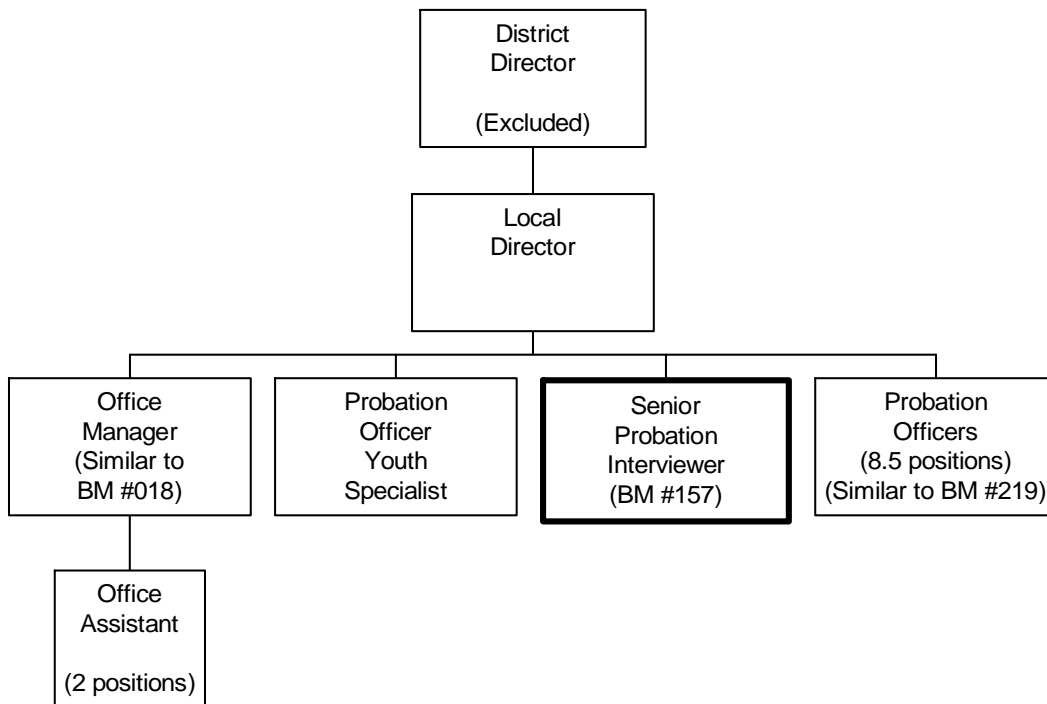 District
Director
(Excluded)
Local
Director
Office
Manager
(Similar to
BM #018)
Probation
Officer
Youth
Specialist
Senior
Probation
Interviewer
(BM #157)
Probation
Officers
(8.5 positions)
(Similar to BM #219)
Office
Assistant
(2 positions)